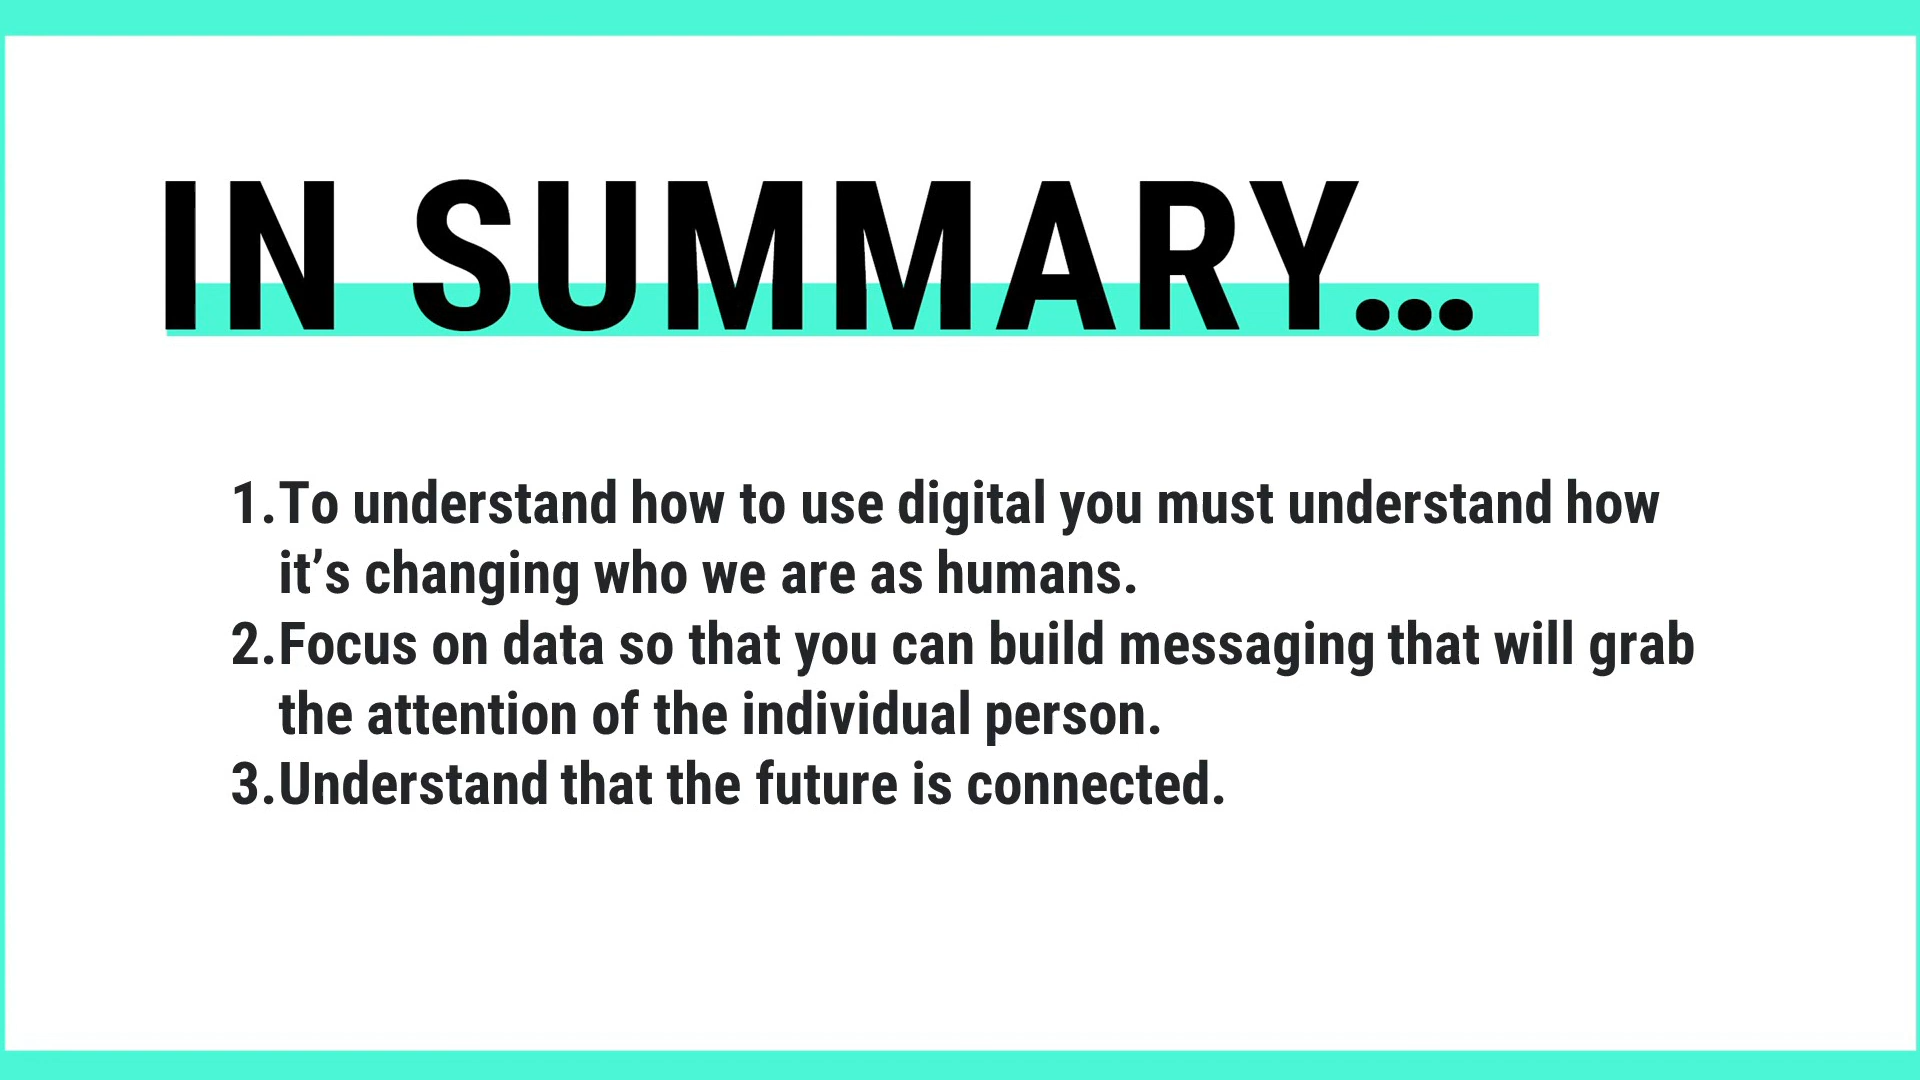 IN SUMMARY...
1.To understand how to use digital you must understand how
it’s changing who we are as humans.
2.Focus on data so that you can build messaging that will grab
the attention of the individual person.
3.Understand that the future is connected.